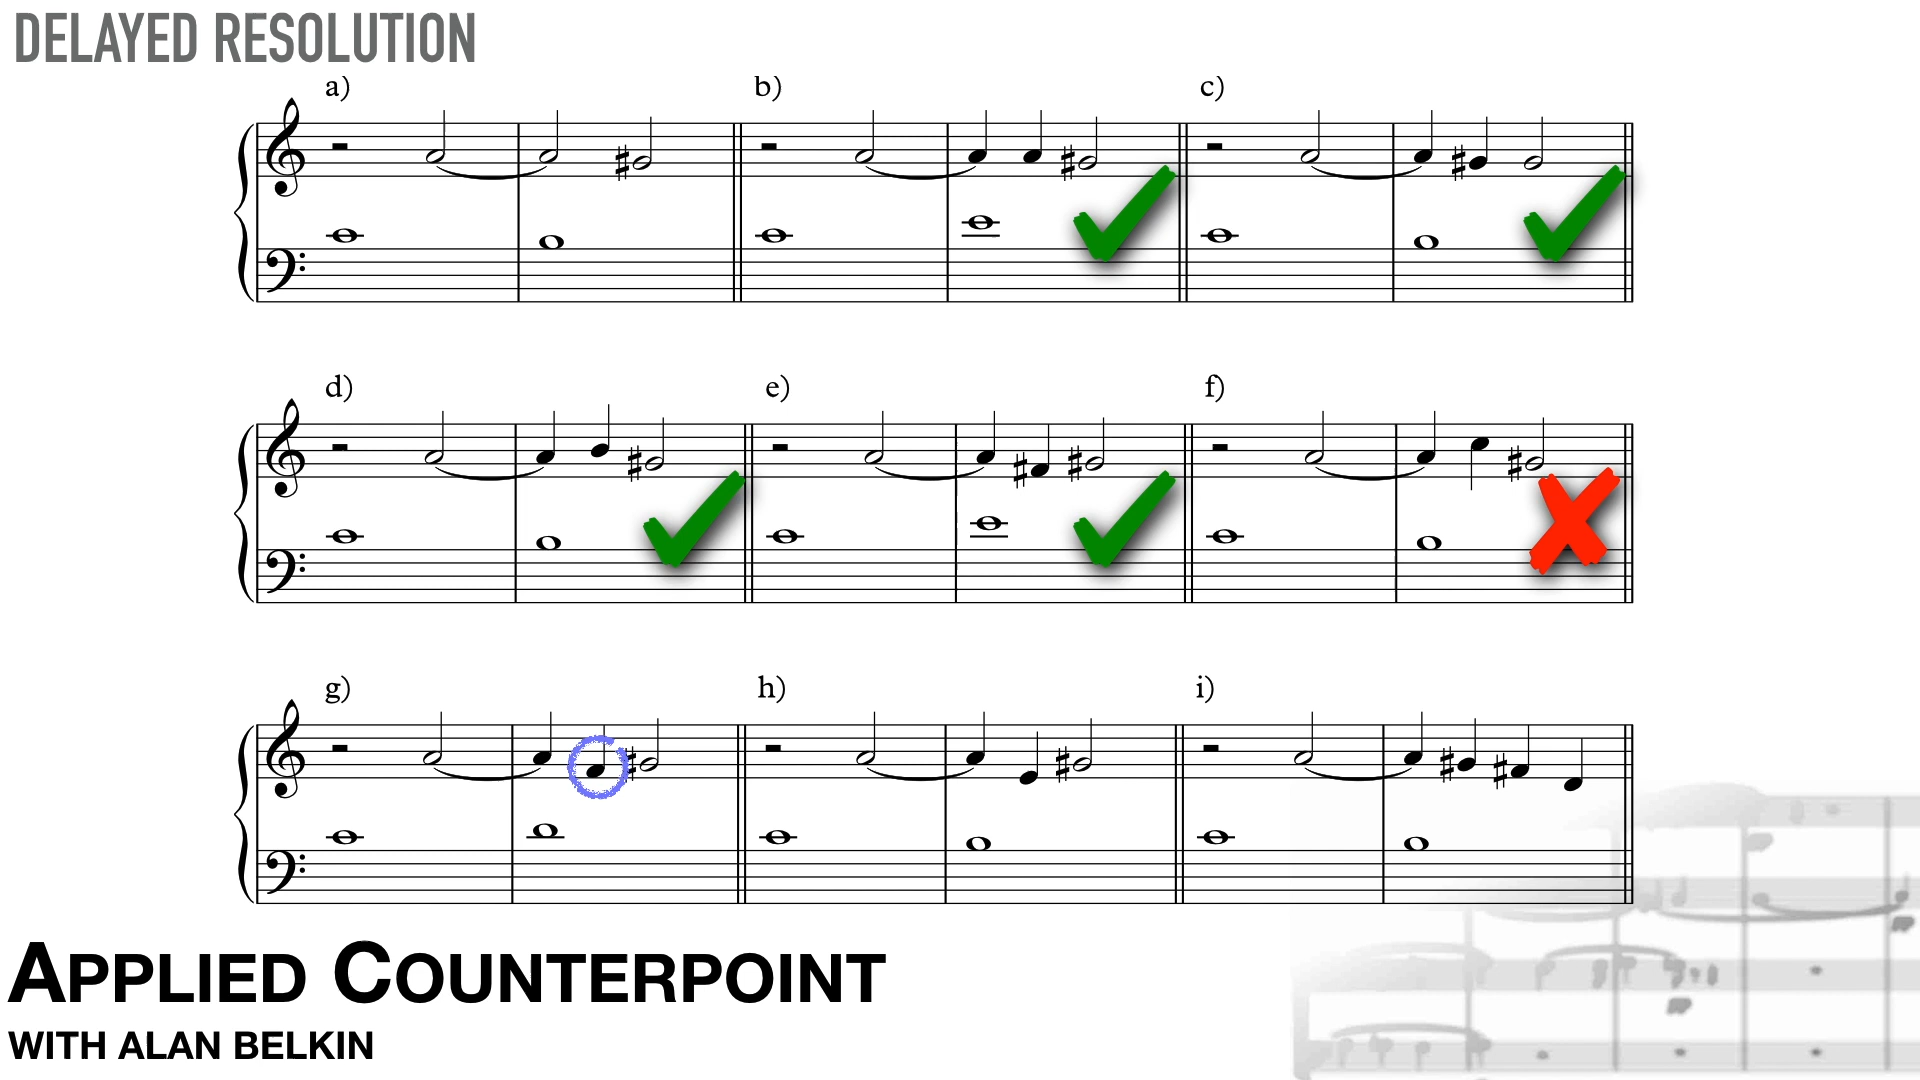 DELAYED RESOLUTION
a) b) c)
d) e) f)
g) h) i)
APPLIED COUNTERPOINT
WITH ALAN BELKIN